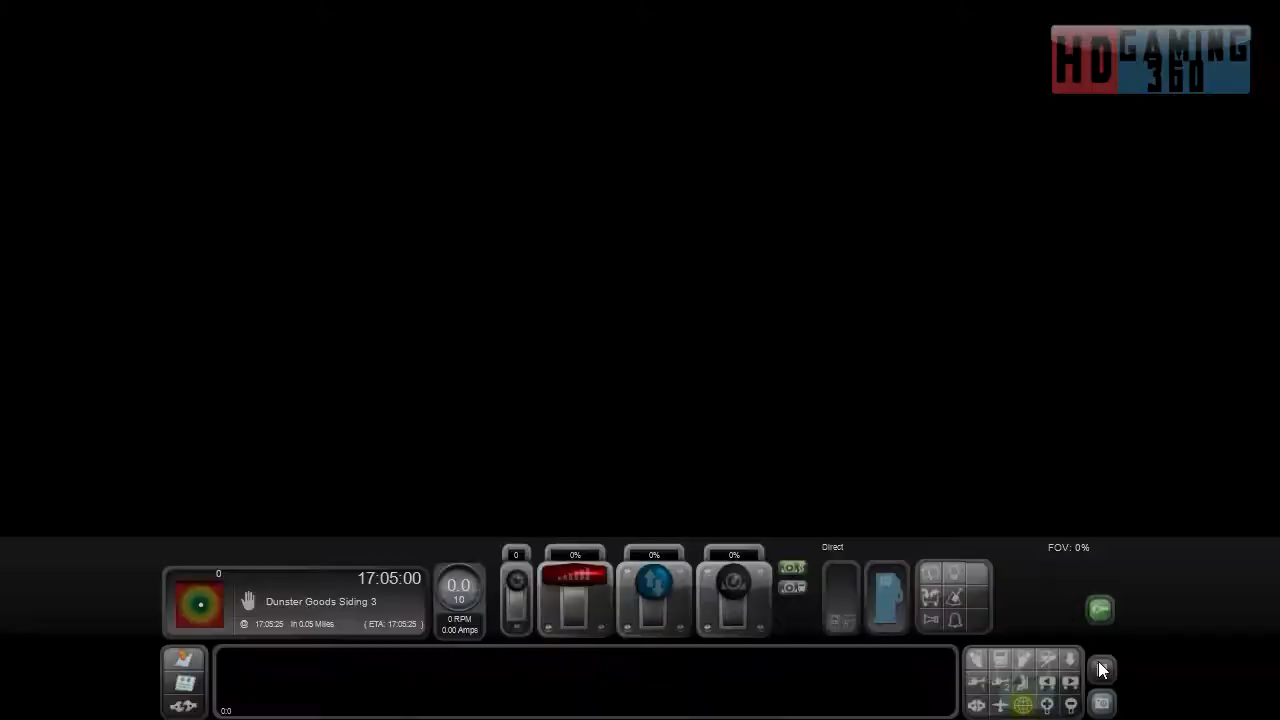 HD GAMING
360
0
17:05:00
Dunster Goods Siding 3
@ 17:05:25 in 0.05 Miles ( ETA: 17:05:25 )
0.0
10
0 RPM
0.00 Amps
0
0%
0%
0%
Direct
FOV: 0%
0:0